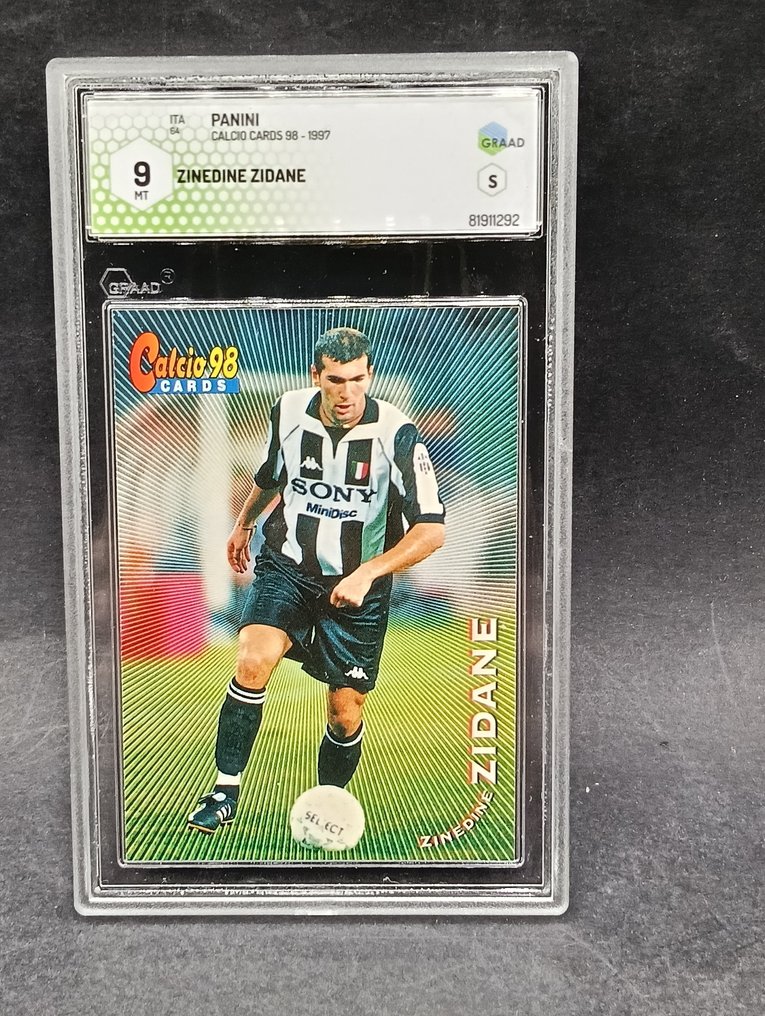 ITA
64
PANINI
CALCIO CARDS 98 - 1997
GRAAD
9
MT
ZINEDINE ZIDANE
S
81911292
GRAAD®
Calcio 98
CARDS
SONY
MiniDisc
ZINEDINE ZIDANE
SELECT